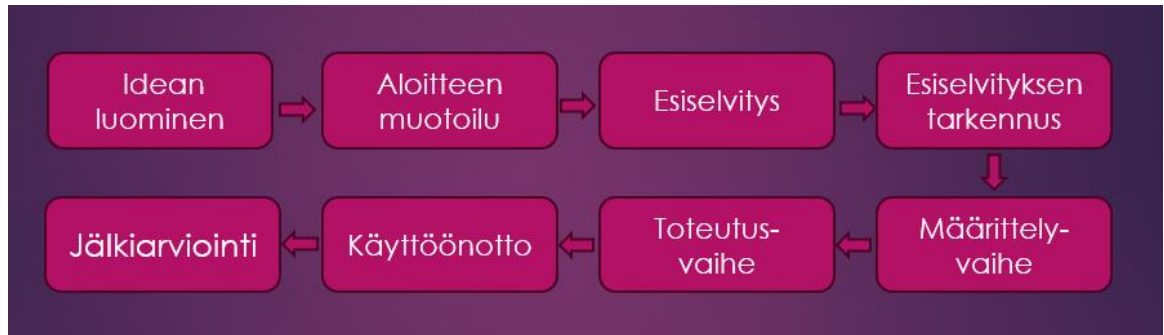 Idean
luominen
Aloitteen
muotoilu
Esiselvitys
Esiselvityksen
tarkennus
Määrittely-
vaihe
Toteutus-
vaihe
Käyttöönotto
Jälkiarviointi